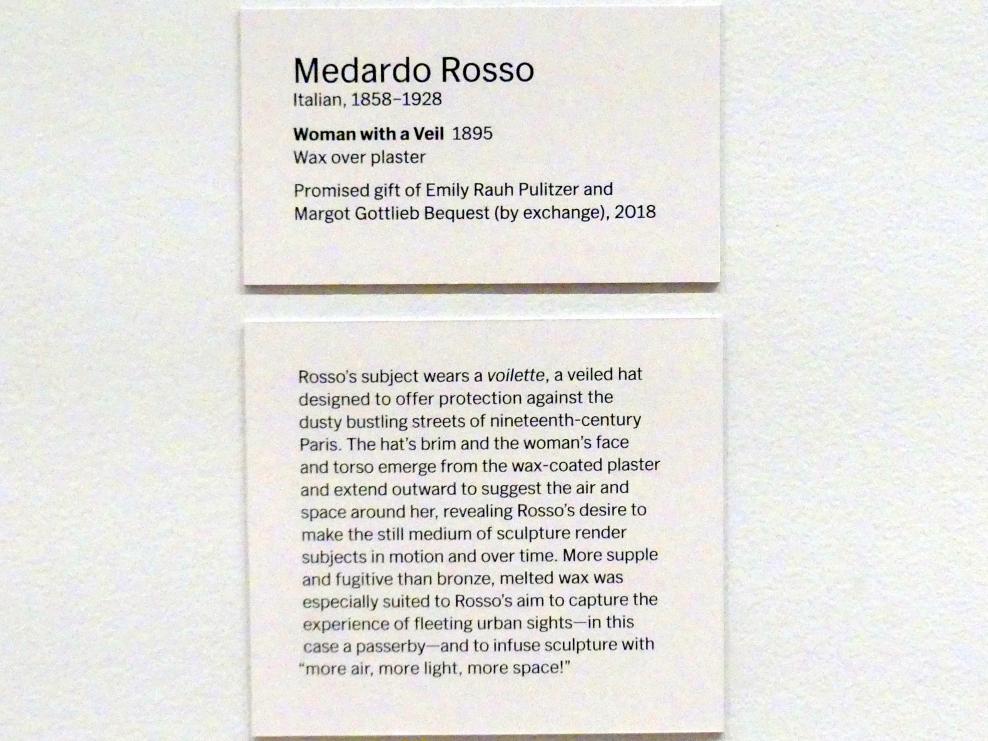 Medardo Rosso
Italian, 1858–1928
Woman with a Veil 1895
Wax over plaster
Promised gift of Emily Rauh Pulitzer and
Margot Gottlieb Bequest (by exchange), 2018
Rosso's subject wears a voilette, a veiled hat
designed to offer protection against the
dusty bustling streets of nineteenth-century
Paris. The hat's brim and the woman's face
and torso emerge from the wax-coated plaster
and extend outward to suggest the air and
space around her, revealing Rosso's desire to
make the still medium of sculpture render
subjects in motion and over time. More supple
and fugitive than bronze, melted wax was
especially suited to Rosso's aim to capture the
experience of fleeting urban sights—in this
case a passerby—and to infuse sculpture with
“more air, more light, more space!”